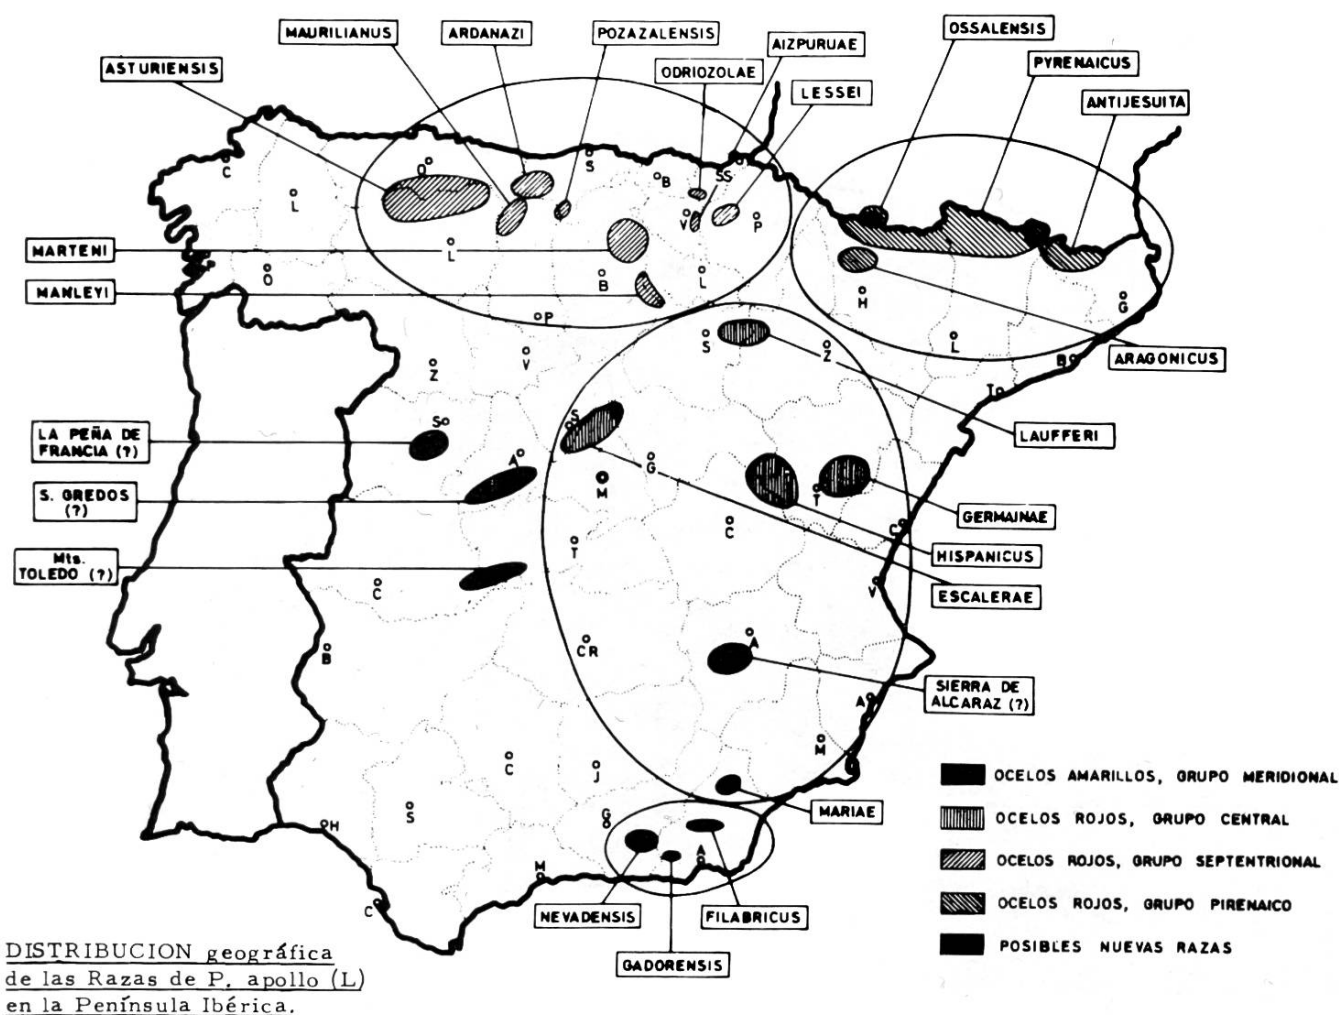 OSSALENSIS
MAURILIANUS
ARDANAZI
POZAZALENSIS
AIZPURUAE
PYRENAICUS
ASTURIENSIS
ODRIOZOLAE
LESSEI
ANTIJESUITA
MARTENI
MANLEYI
ARAGONICUS
LA PEÑA DE
FRANCIA (?)
LAUFFERI
S. GREDOS
(?)
GERMAINAE
HISPANICUS
Mts.
TOLEDO (?)
ESCALERAE
SIERRA DE
ALCARAZ (?)
MARIAE
NEVADENSIS
FILABRICUS
GADORENSIS
C
L
O
O
L
S
B
SS
V
P
B
L
P
H
L
G
B
T
Z
V
S
Z
S
A
S
M
G
T
C
T
C
V
C
B
CR
A
A
M
C
J
S
G
H
M
A
C
OCELOS AMARILLOS, GRUPO MERIDIONAL
OCELOS ROJOS, GRUPO CENTRAL
OCELOS ROJOS, GRUPO SEPTENTRIONAL
OCELOS ROJOS, GRUPO PIRENAICO
POSIBLES NUEVAS RAZAS
DISTRIBUCION geográfica
de las Razas de P. apollo (L)
en la Península Ibérica.